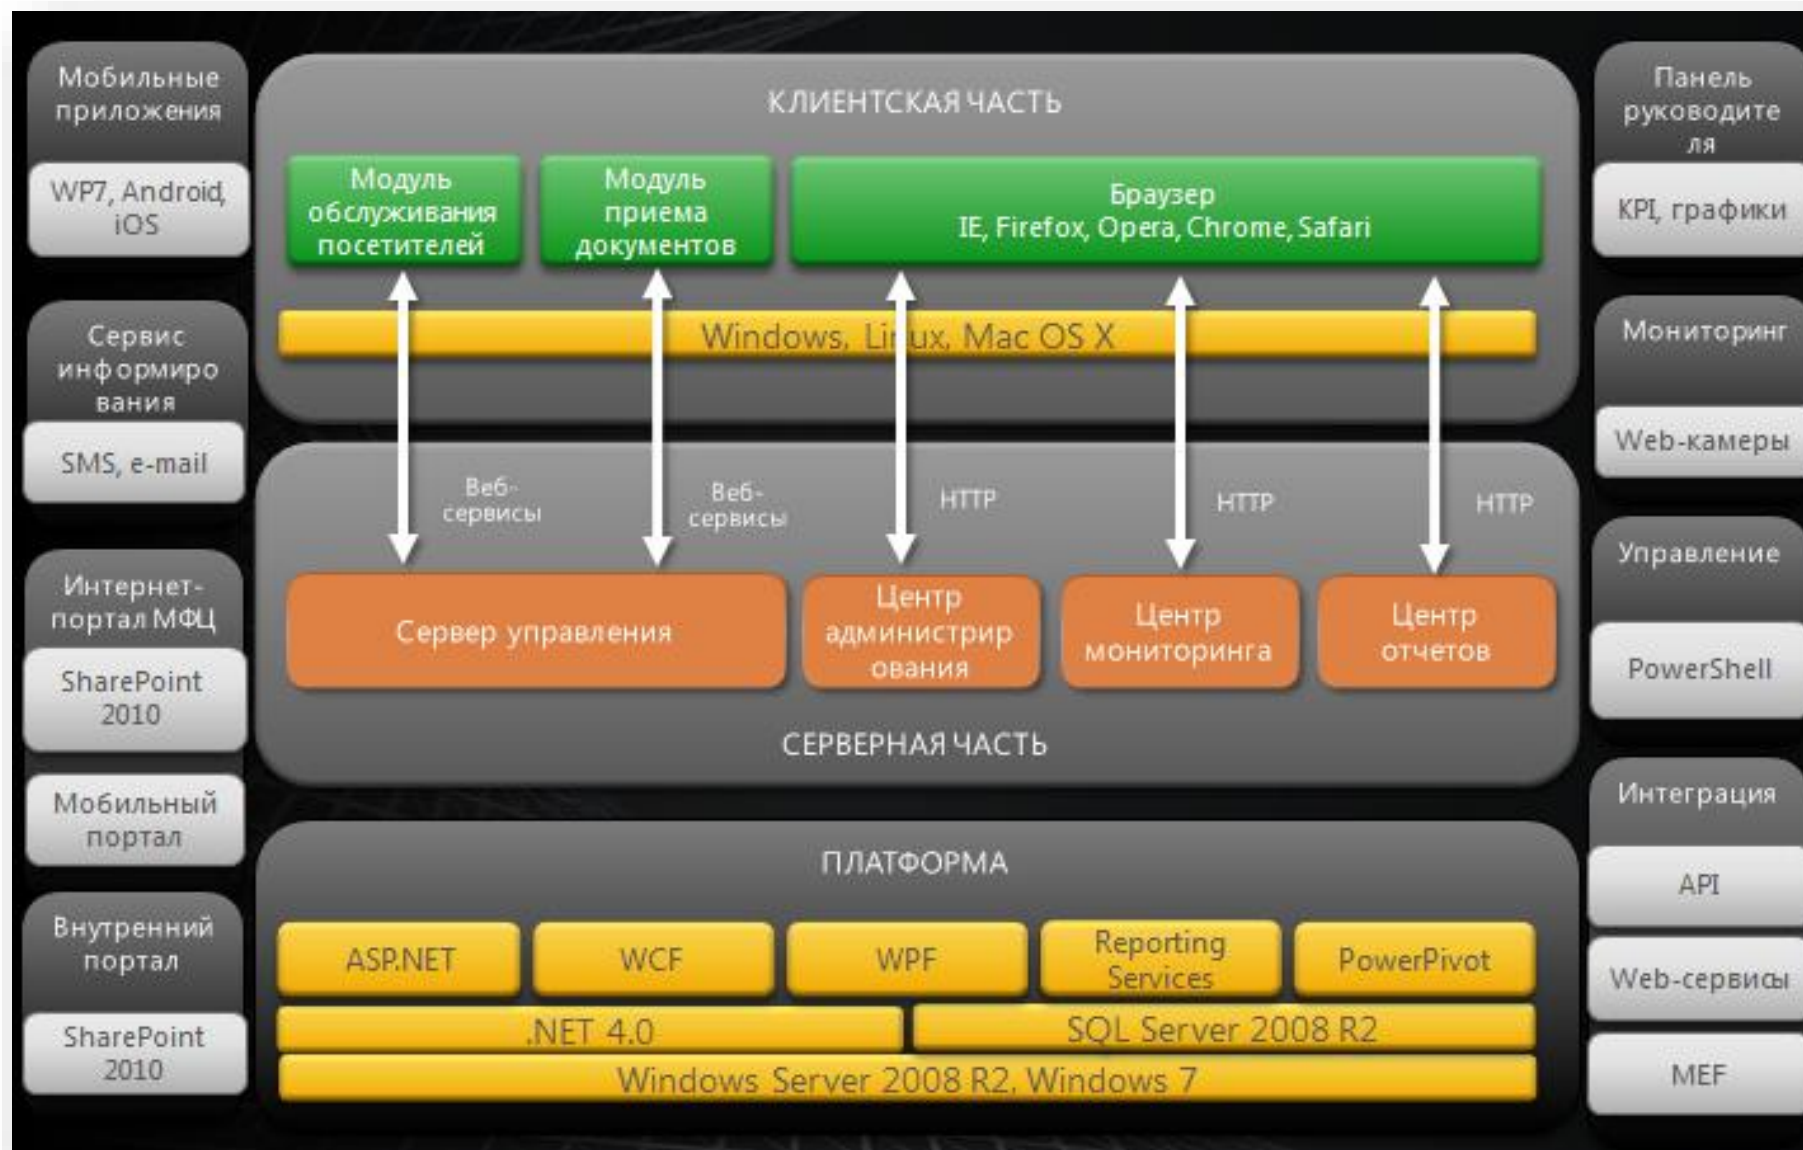 Мобильные
приложения
WP7, Android,
iOS
Сервис
информиро
вания
SMS, e-mail
Интернет-
портал МФЦ
SharePoint
2010
Мобильный
портал
Внутренний
портал
SharePoint
2010
КЛИЕНТСКАЯ ЧАСТЬ
Модуль
обслуживания
посетителей
Модуль
приема
документов
Браузер
IE, Firefox, Opera, Chrome, Safari
Windows, Linux, Mac OS X
Веб-
сервисы
Веб-
сервисы
HTTP
HTTP
HTTP
Сервер управления
Центр
администрир
ования
Центр
мониторинга
Центр
отчетов
СЕРВЕРНАЯ ЧАСТЬ
ПЛАТФОРМА
ASP.NET
WCF
WPF
Reporting
Services
PowerPivot
.NET 4.0
SQL Server 2008 R2
Windows Server 2008 R2, Windows 7
Панель
руководите
ля
KPI, графики
Мониторинг
Web-камеры
Управление
PowerShell
Интеграция
API
Web-сервисы
MEF